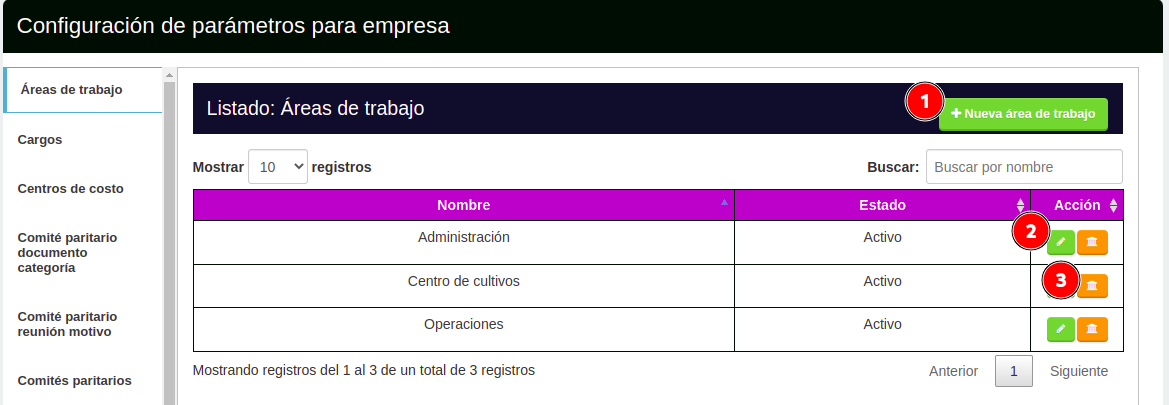 Configuración de parámetros para empresa
Áreas de trabajo
Cargos
Centros de costo
Comité paritario
documento
categoría
Comité paritario
reunión motivo
Comités paritarios
Listado: Áreas de trabajo
1
Nueva área de trabajo
Mostrar 10 registros
Buscar: Buscar por nombre
Nombre Estado Acción
Administración Activo 2
Centro de cultivos Activo 3
Operaciones Activo
Mostrando registros del 1 al 3 de un total de 3 registros
Anterior 1 Siguiente